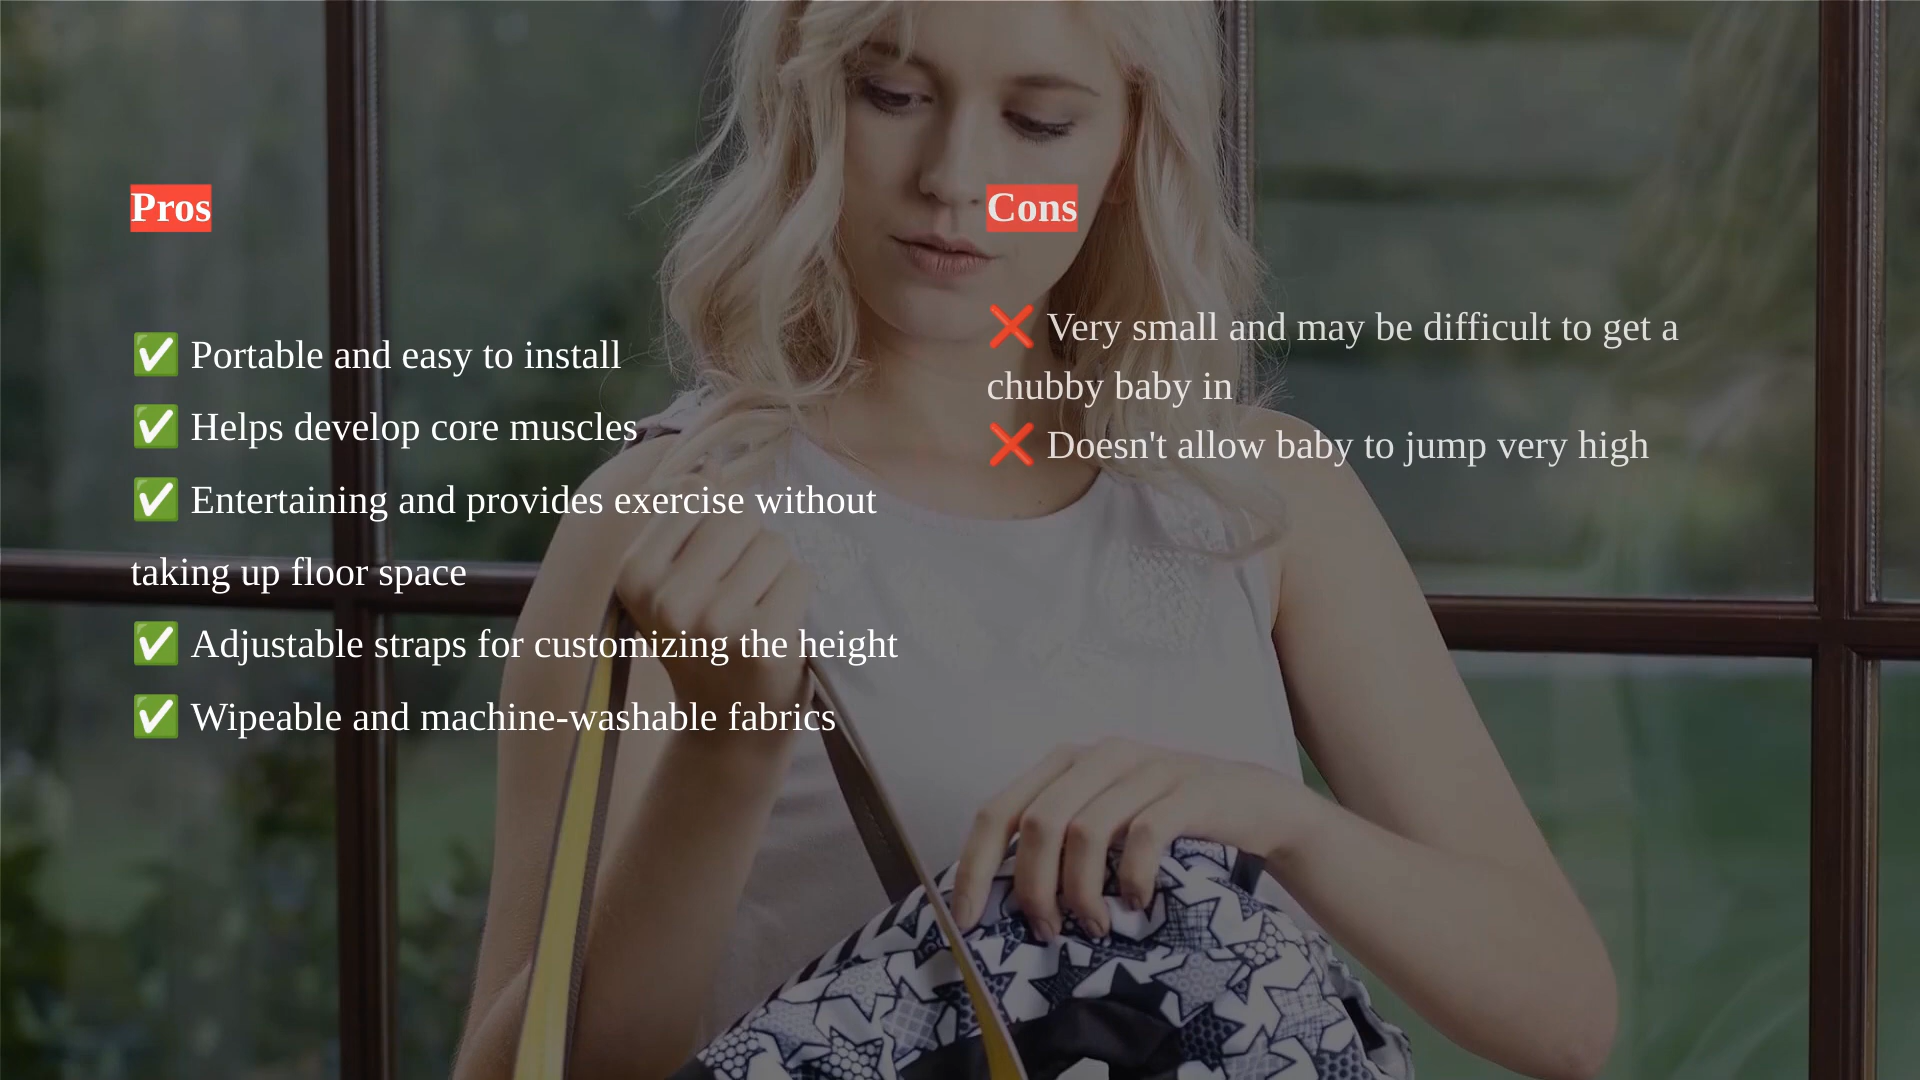 Pros
✅ Portable and easy to install
✅ Helps develop core muscles
✅ Entertaining and provides exercise without
taking up floor space
✅ Adjustable straps for customizing the height
✅ Wipeable and machine-washable fabrics
Cons
❌ Very small and may be difficult to get a
chubby baby in
❌ Doesn't allow baby to jump very high